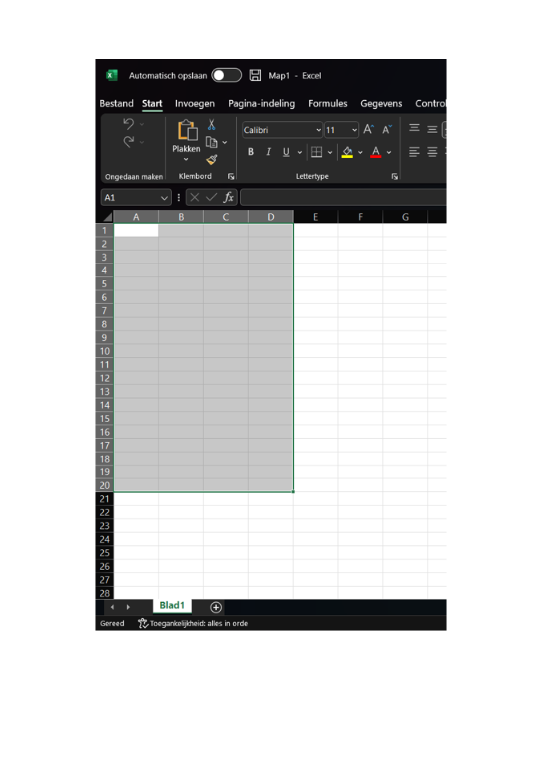 Automatisch opslaan Map1 - Excel
Bestand Start Invoegen Pagina-indeling Formules Gegevens Control
Plakken
Calibri 11 A A
B I U A
Ongedaan maken Klembord Lettertype
A1 fx
A B C D E F G
1
2
3
4
5
6
7
8
9
10
11
12
13
14
15
16
17
18
19
20
21
22
23
24
25
26
27
28
Blad1
Gereed Toegankelijkheid: alles in orde